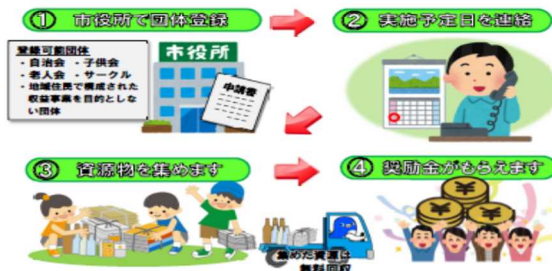 ① 市役所で団体登録
② 実施予定日を連絡
登録可能団体
・自治会 ・子供会
・老人会 ・サークル
・地域住民で構成された
収益事業を目的としな
い団体
市役所
申請書
③ 資源物を集めます
④ 奨励金がもらえます
集めた資源は
無料回収
¥
¥
¥